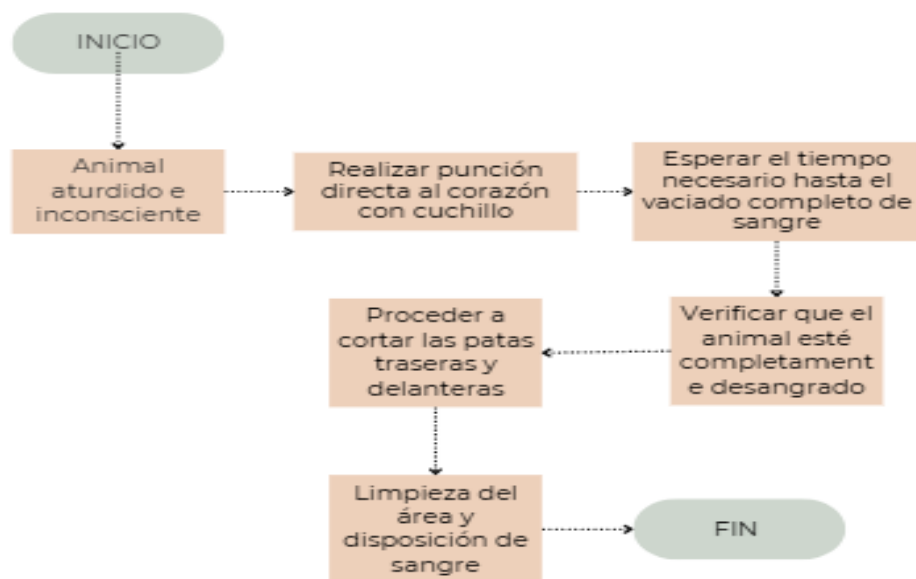 INICIO
Animal
aturdido e
inconsciente
Realizar punción
directa al corazón
con cuchillo
Esperar el tiempo
necesario hasta el
vaciado completo de
sangre
Verificar que el
animal esté
completament
e desangrado
Proceder a
cortar las patas
traseras y
delanteras
Limpieza del
área y
disposición de
sangre
FIN